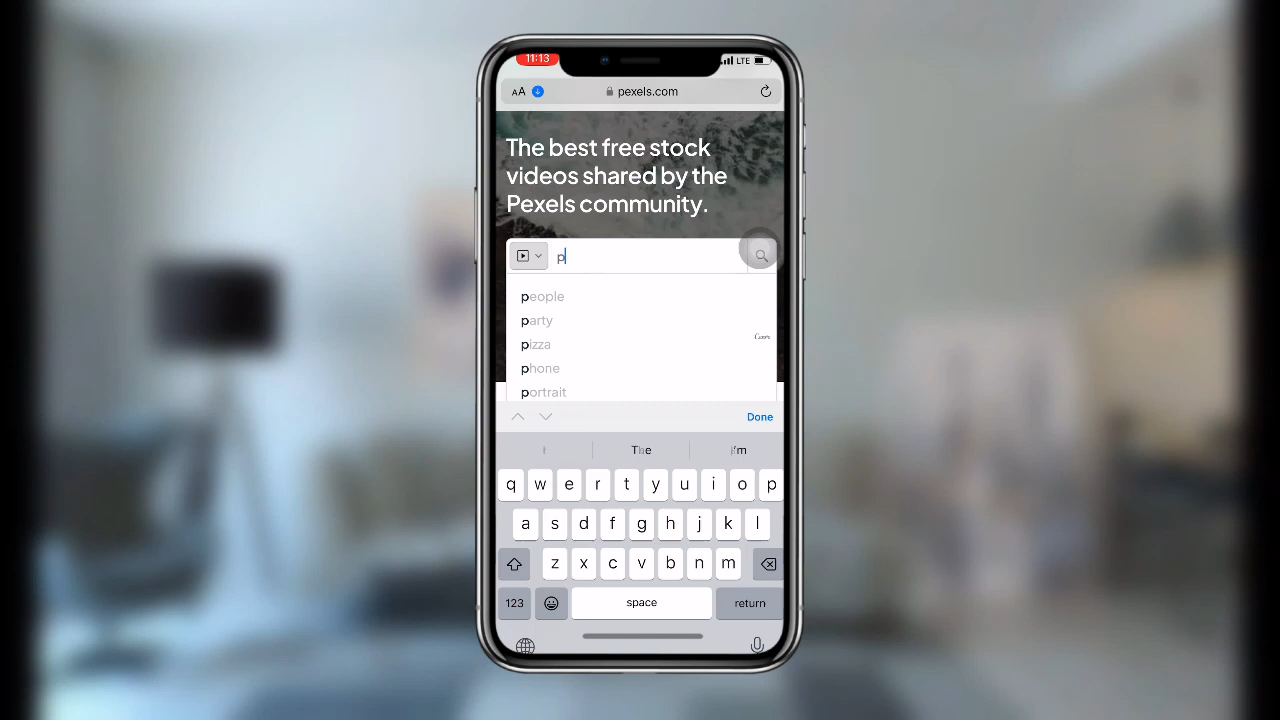 11:13
LTE
AA
pexels.com
The best free stock
videos shared by the
Pexels community.
p
people
party
pizza
phone
portrait
Canva
Done
I
The
I'm
q w e r t y u i o p
a s d f g h j k l
z x c v b n m
123
space
return